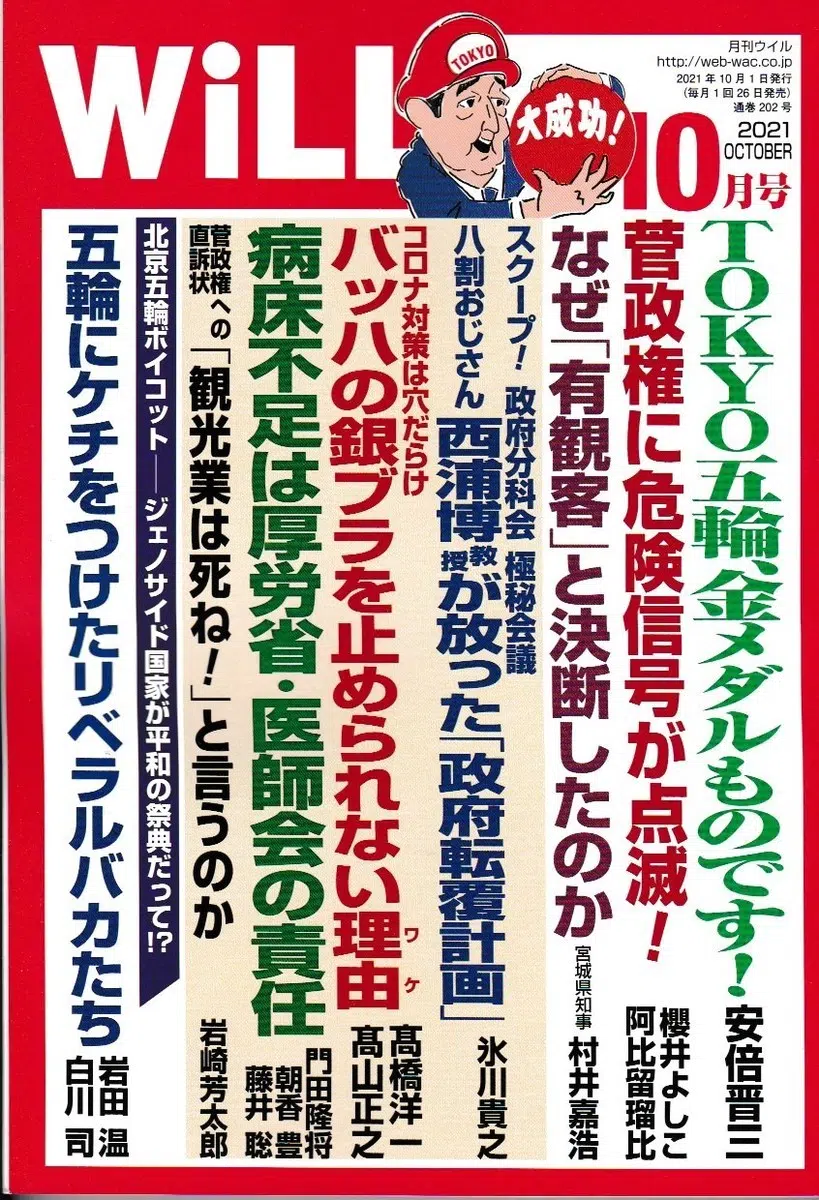 WiLL
TOKYO
大成功!
月刊ウイル
http://web-wac.co.jp
2021年10月1日発行
(毎月1回26日発売)
通巻202号
2021
OCTOBER
10月号
TOKYO五輪、金メダルものです! 安倍晋三
菅政権に危険信号が点滅! 櫻井よしこ
阿比留瑠比
なぜ「有観客」と決断したのか 宮城県知事 村井嘉浩
スクープ! 政府分科会 極秘会議
八割おじさん 西浦博教授が放った「政府転覆計画」 氷川貴之
コロナ対策は穴だらけ
バッハの銀ブラを止められない理由 ワケ 髙橋洋一
髙山正之
病床不足は厚労省・医師会の責任 門田隆将
朝香 豊
藤井 聡
菅政権への
直訴状
「観光業は死ね!」と言うのか 岩崎芳太郎
北京五輪ボイコット―ジェノサイド国家が平和の祭典だって!?
五輪にケチをつけたリベラルバカたち 岩田 温
白川 司